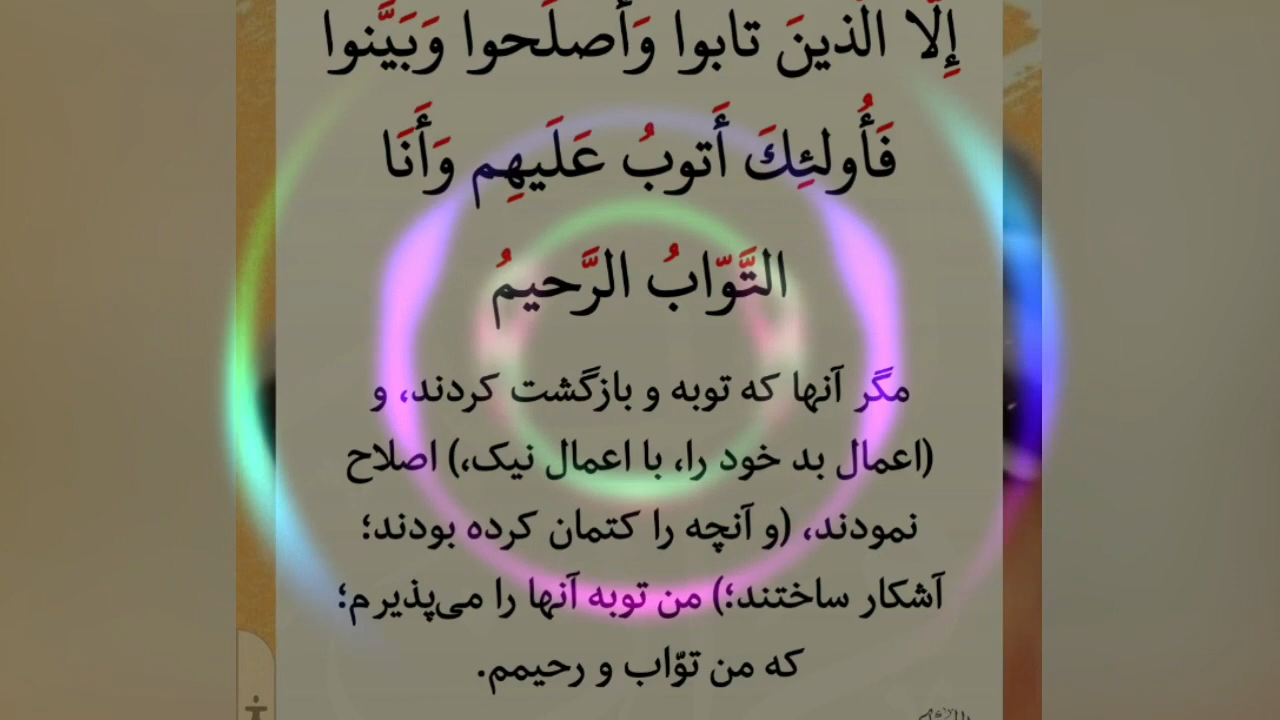 إِلَّا الَّذينَ تابوا وَأَصلَحوا وَبَيَّنوا
فَأُولئِكَ أَتوبُ عَلَيهِم وَأَنَا
التَّوّابُ الرَّحيمُ
مگر آنها که توبه و بازگشت کردند، و
(اعمال بد خود را، با اعمال نیک،) اصلاح
نمودند، (و آنچه را کتمان کرده بودند؛
آشکار ساختند؛) من توبه آنها را می‌پذیرم؛
که من توّاب و رحیمم.